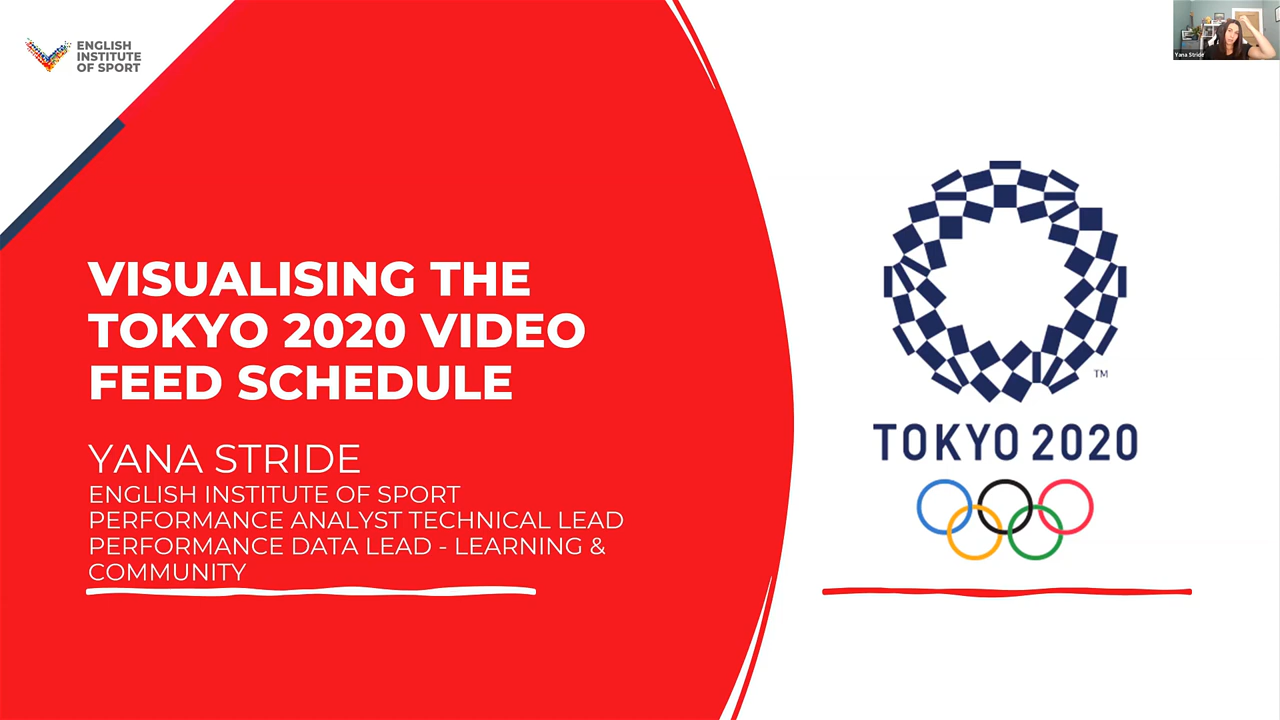 ENGLISH
INSTITUTE
OF SPORT
Yana Stride
VISUALISING THE
TOKYO 2020 VIDEO
FEED SCHEDULE
YANA STRIDE
ENGLISH INSTITUTE OF SPORT
PERFORMANCE ANALYST TECHNICAL LEAD
PERFORMANCE DATA LEAD - LEARNING &
COMMUNITY
TM
TOKYO 2020